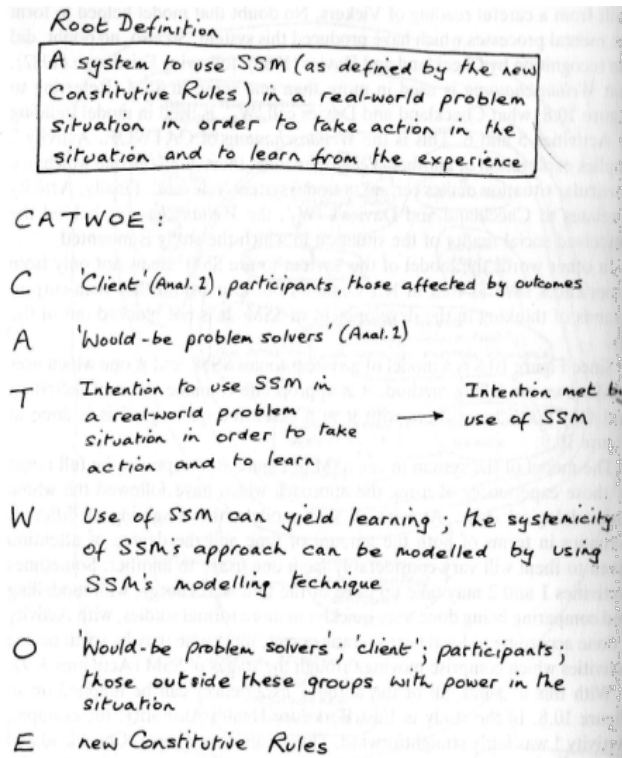 Root Definition
A system to use SSM (as defined by the new
Constitutive Rules) in a real-world problem
situation in order to take action in the
situation and to learn from the experience
CATWOE:
C 'Client' (Anal. 1), participants, those affected by outcomes
A 'Would-be problem solvers' (Anal. 1)
T Intention to use SSM in a real-world problem situation in order to take action and to learn → Intention met by use of SSM
W Use of SSM can yield learning; the systemicity
of SSM's approach can be modelled by using
SSM's modelling technique
O 'Would-be problem solvers'; 'client'; participants;
those outside these groups with power in the
situation
E new Constitutive Rules